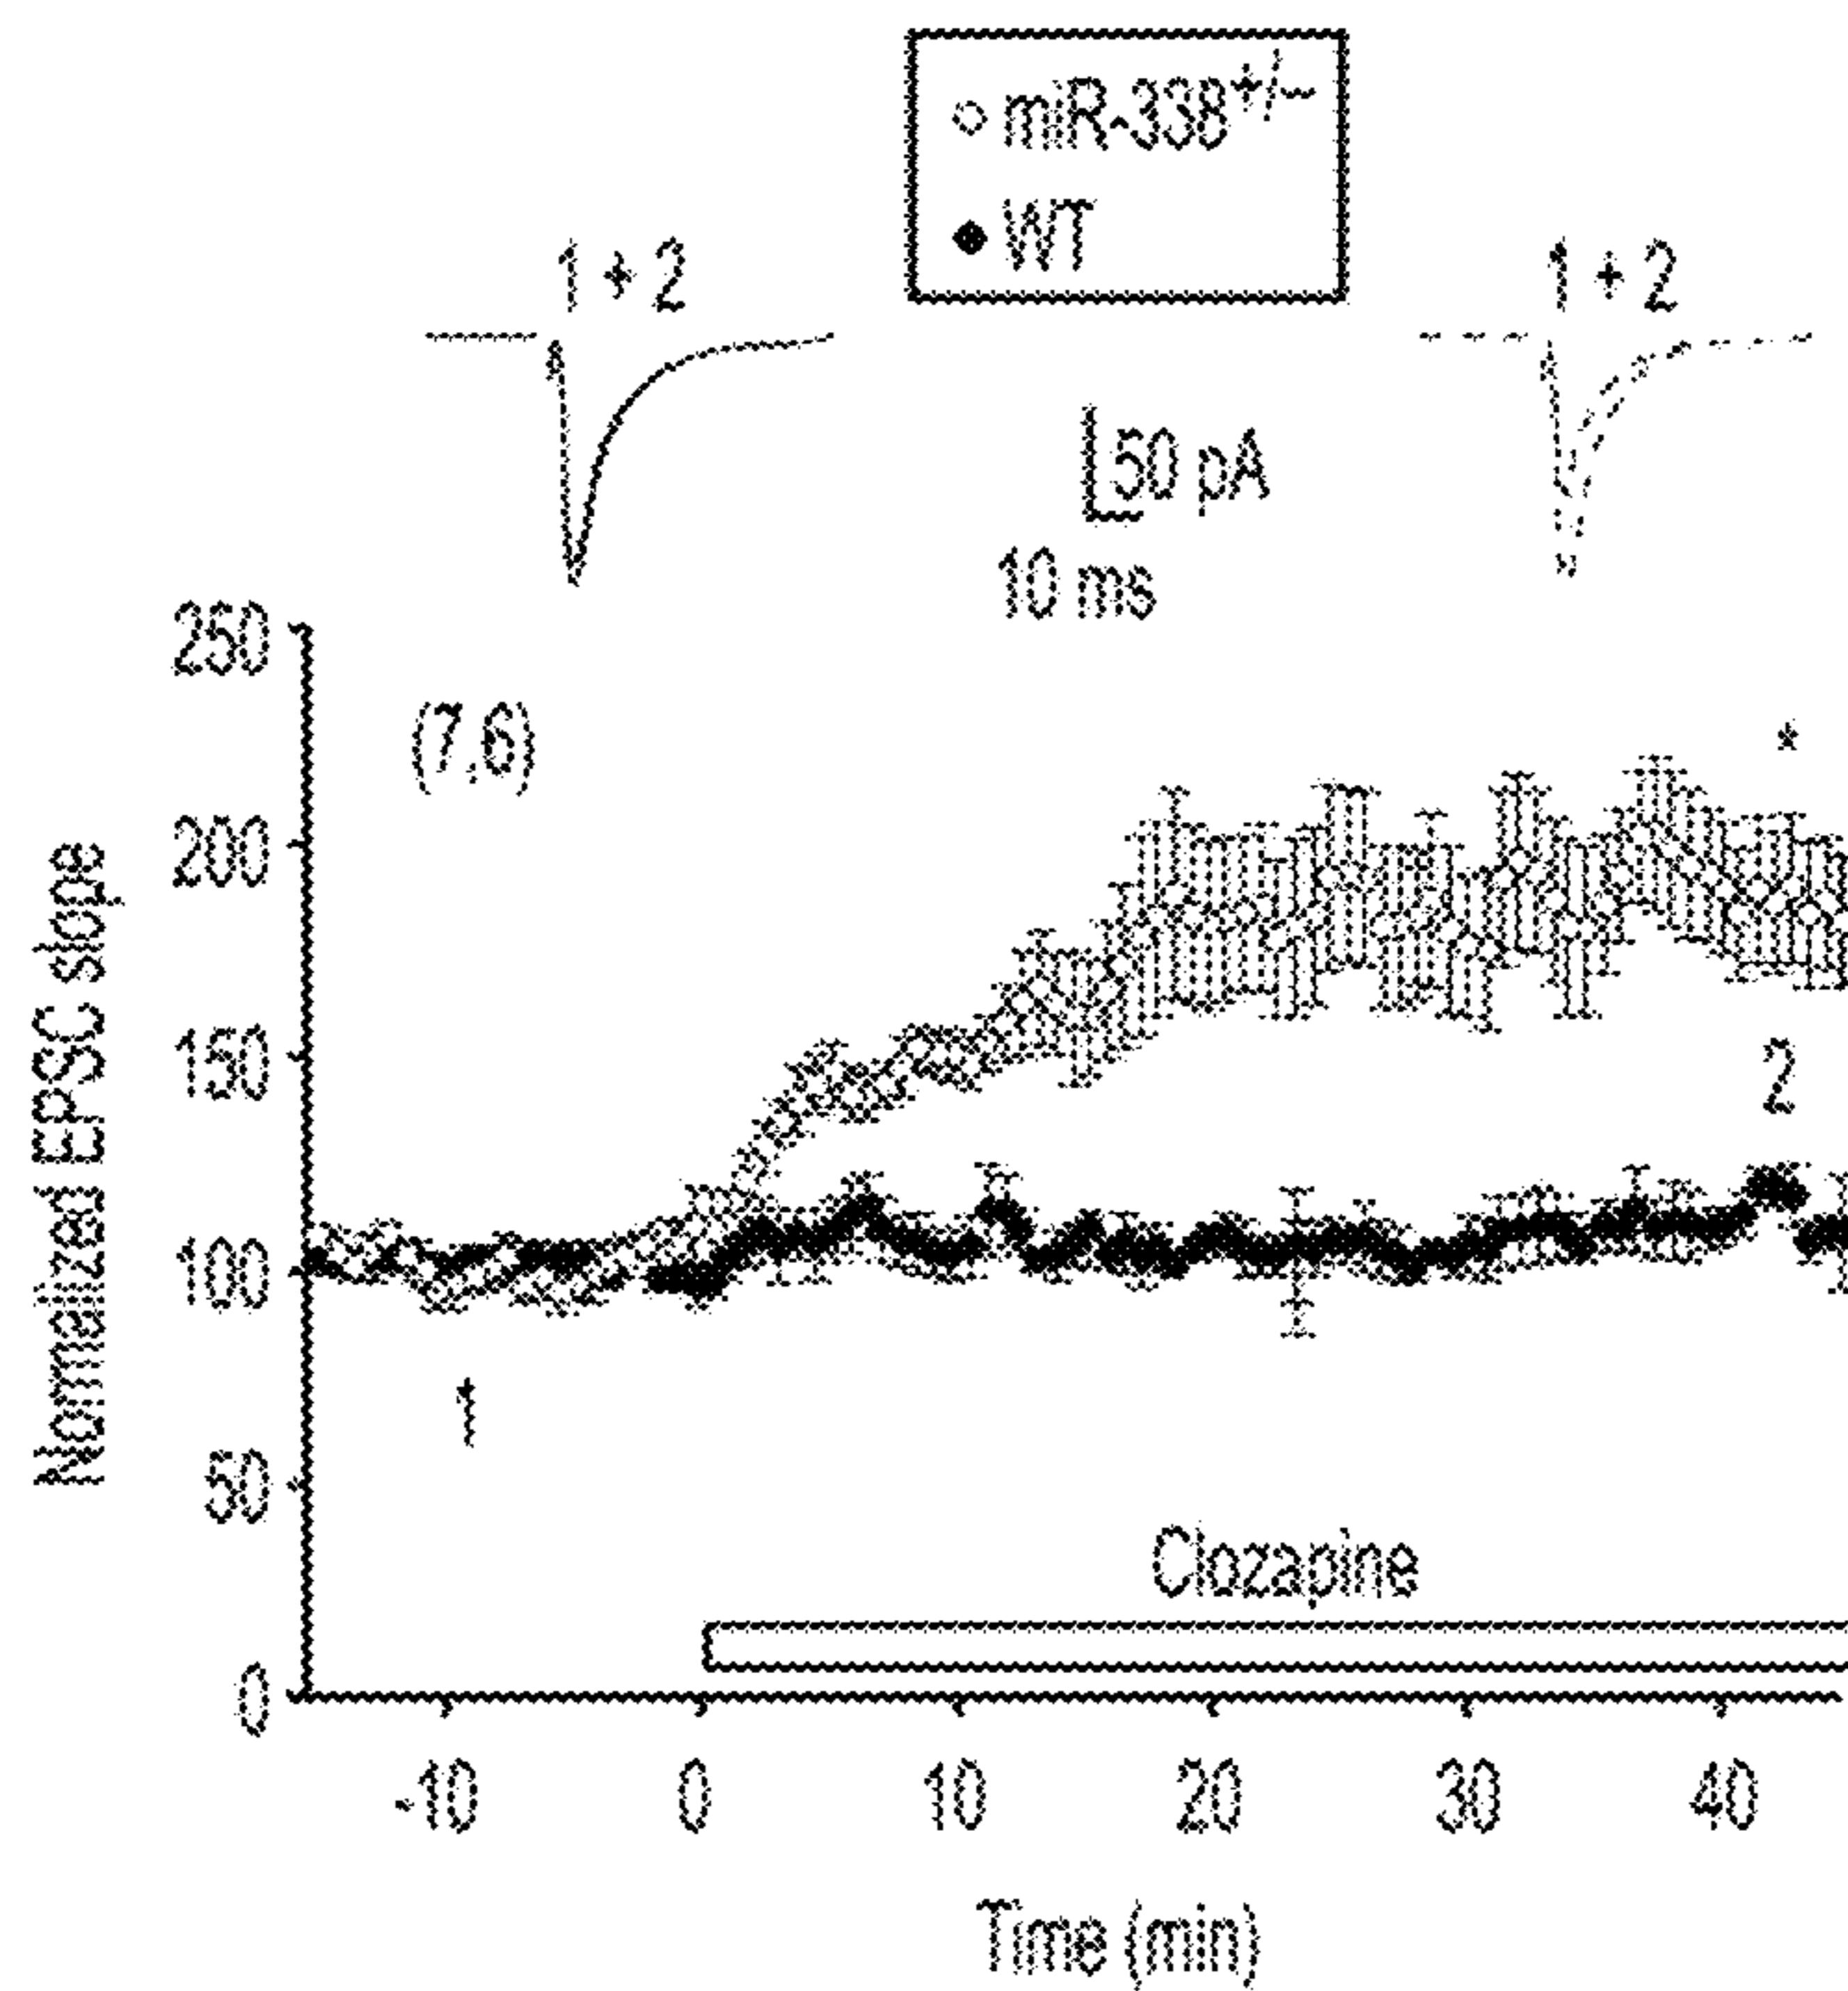 miR-338+/-
WT
1 + 2
1 + 2
50 pA
10 ms
Normalized EPSC slope
250
200
150
100
50
0
(7,6)
*
2
1
Clozapine
-10 0 10 20 30 40
Time (min)